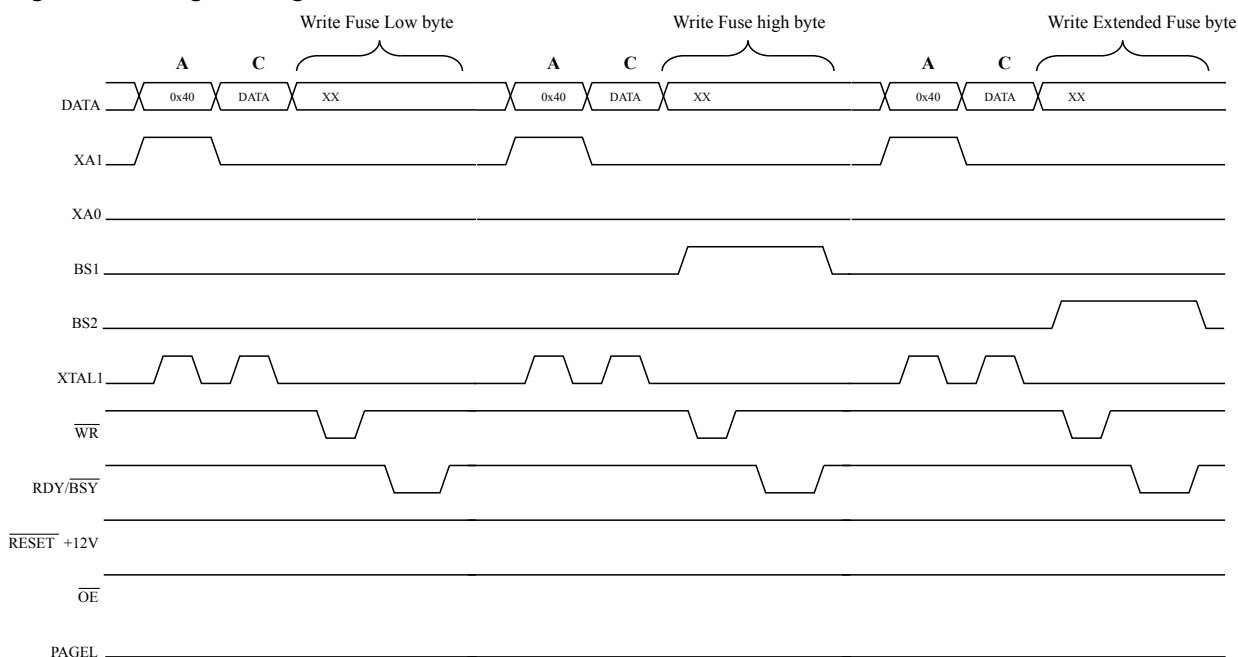 Write Fuse Low byte Write Fuse high byte Write Extended Fuse byte
A C A C A C
DATA 0x40 DATA XX 0x40 DATA XX 0x40 DATA XX
XA1
XA0
BS1
BS2
XTAL1
WR
RDY/BSY
RESET +12V
OE
PAGEL